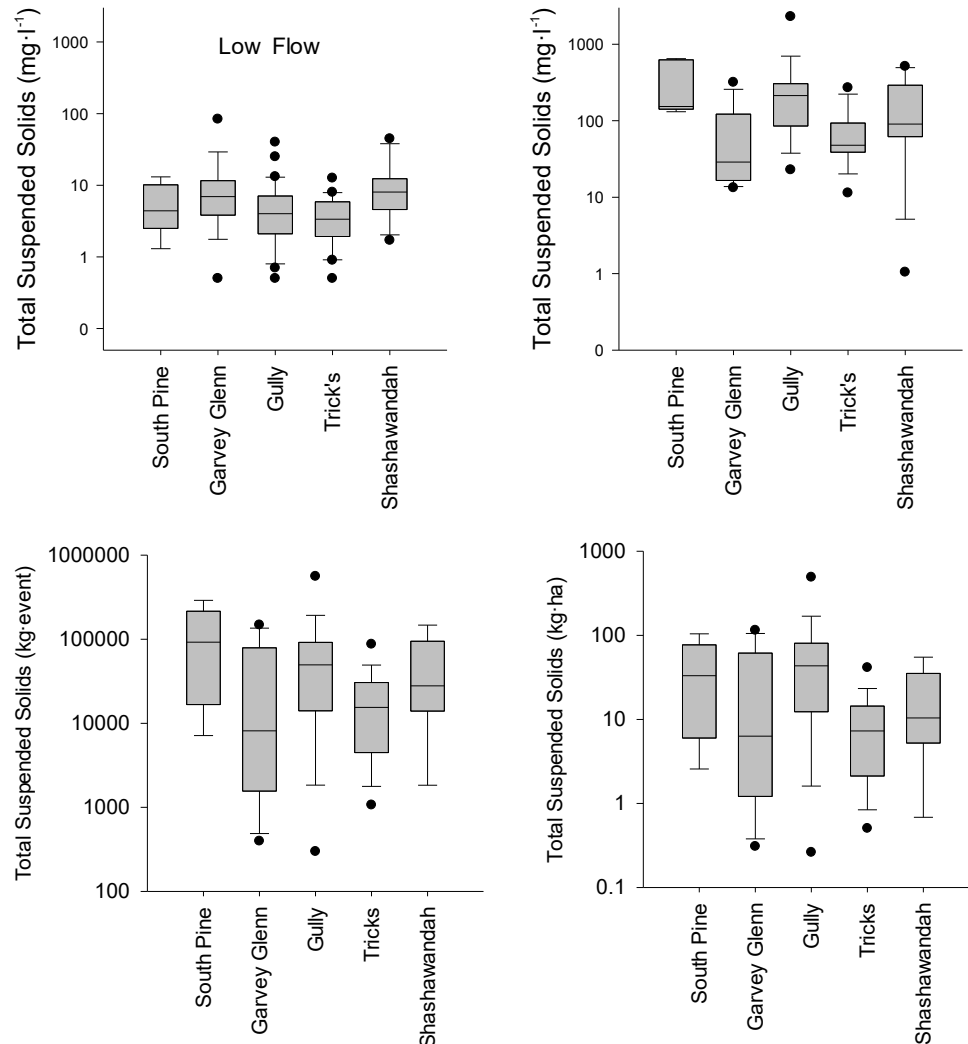 Total Suspended Solids (mg·l⁻¹)
1000
100
10
1
0
Low Flow
South Pine
Garvey Glenn
Gully
Trick's
Shashawandah
Total Suspended Solids (mg·l⁻¹)
1000
100
10
1
0
South Pine
Garvey Glenn
Gully
Trick's
Shashawandah
Total Suspended Solids (kg·event)
1000000
100000
10000
1000
100
South Pine
Garvey Glenn
Gully
Tricks
Shashawandah
Total Suspended Solids (kg·ha)
1000
100
10
1
0.1
South Pine
Garvey Glenn
Gully
Tricks
Shashawandah